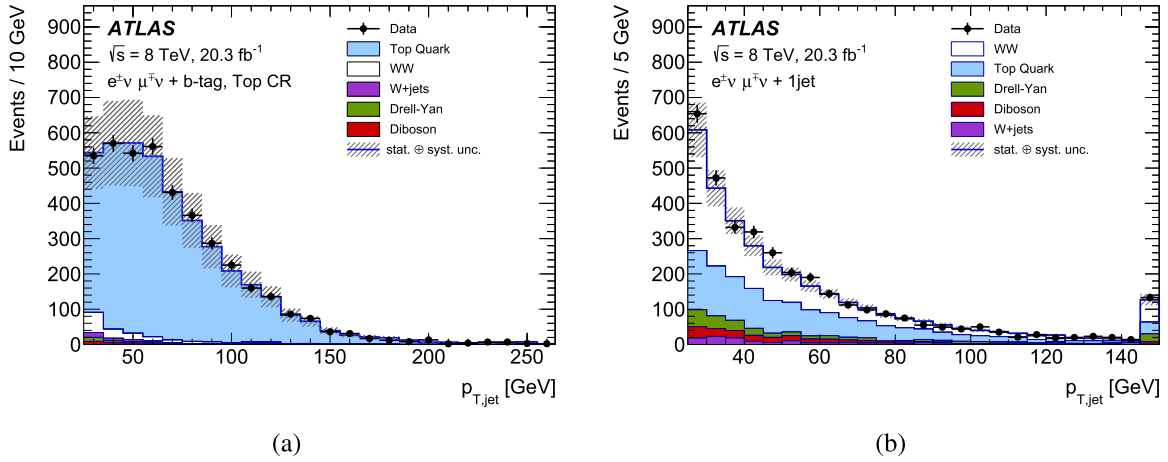 Events / 10 GeV
900
800
700
600
500
400
300
200
100
0
ATLAS
√s = 8 TeV, 20.3 fb⁻¹
e±ν μ∓ν + b-tag, Top CR
Data
Top Quark
WW
W+jets
Drell-Yan
Diboson
stat. ⊕ syst. unc.
50 100 150 200 250
pT,jet [GeV]
(a)
Events / 5 GeV
900
800
700
600
500
400
300
200
100
0
ATLAS
√s = 8 TeV, 20.3 fb⁻¹
e±ν μ∓ν + 1jet
Data
WW
Top Quark
Drell-Yan
Diboson
W+jets
stat. ⊕ syst. unc.
40 60 80 100 120 140
pT,jet [GeV]
(b)